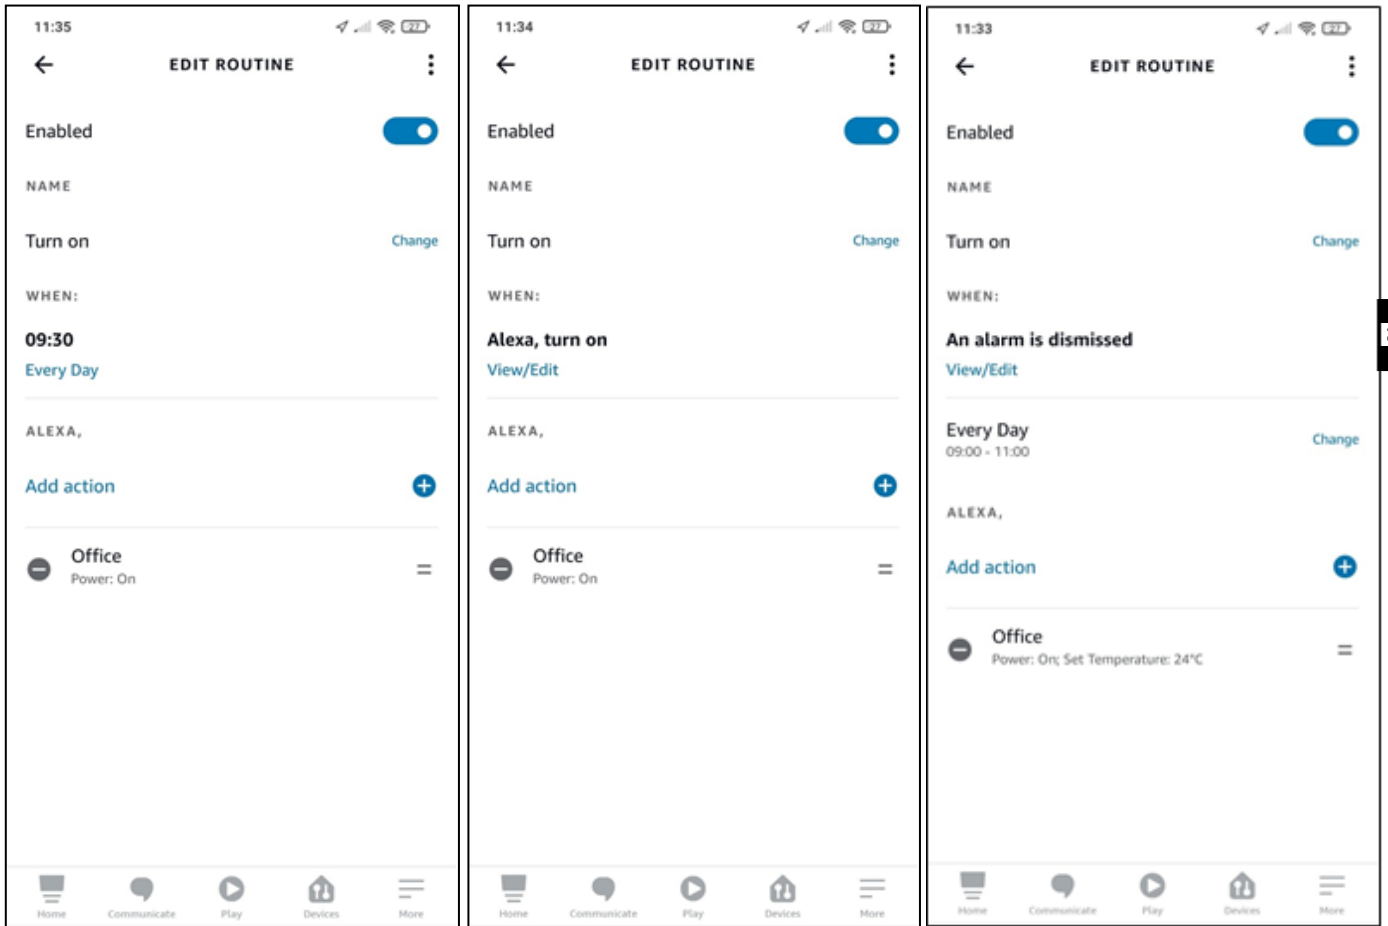 11:35
27
EDIT ROUTINE
Enabled
NAME
Turn on
Change
WHEN:
09:30
Every Day
ALEXA,
Add action
Office
Power: On
Home
Communicate
Play
Devices
More
11:34
27
EDIT ROUTINE
Enabled
NAME
Turn on
Change
WHEN:
Alexa, turn on
View/Edit
ALEXA,
Add action
Office
Power: On
Home
Communicate
Play
Devices
More
11:33
27
EDIT ROUTINE
Enabled
NAME
Turn on
Change
WHEN:
An alarm is dismissed
View/Edit
Every Day
Change
09:00 - 11:00
ALEXA,
Add action
Office
Power: On; Set Temperature: 24°C
Home
Communicate
Play
Devices
More